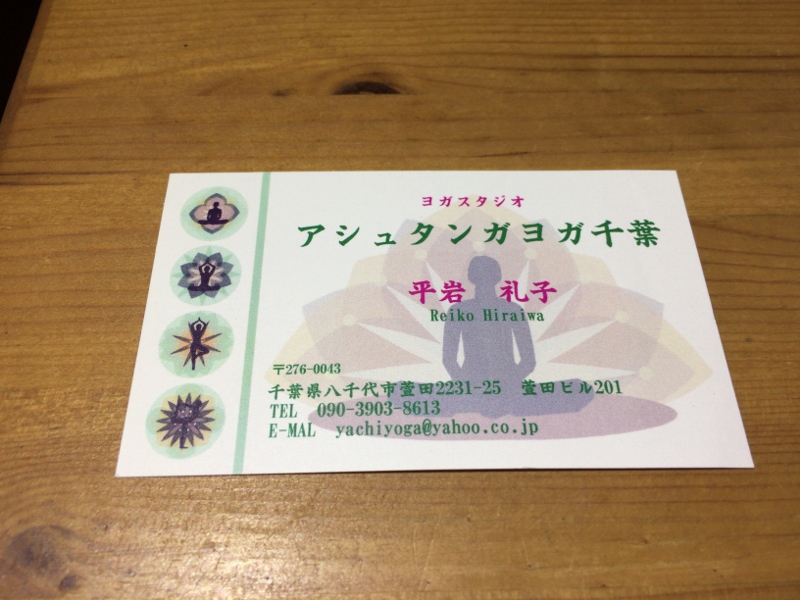 ヨガスタジオ
アシュタンガヨガ千葉
平岩　礼子
Reiko Hiraiwa
〒276-0043
千葉県八千代市萱田2231-25　萱田ビル201
TEL　090-3903-8613
E-MAL　yachiyoga@yahoo.co.jp